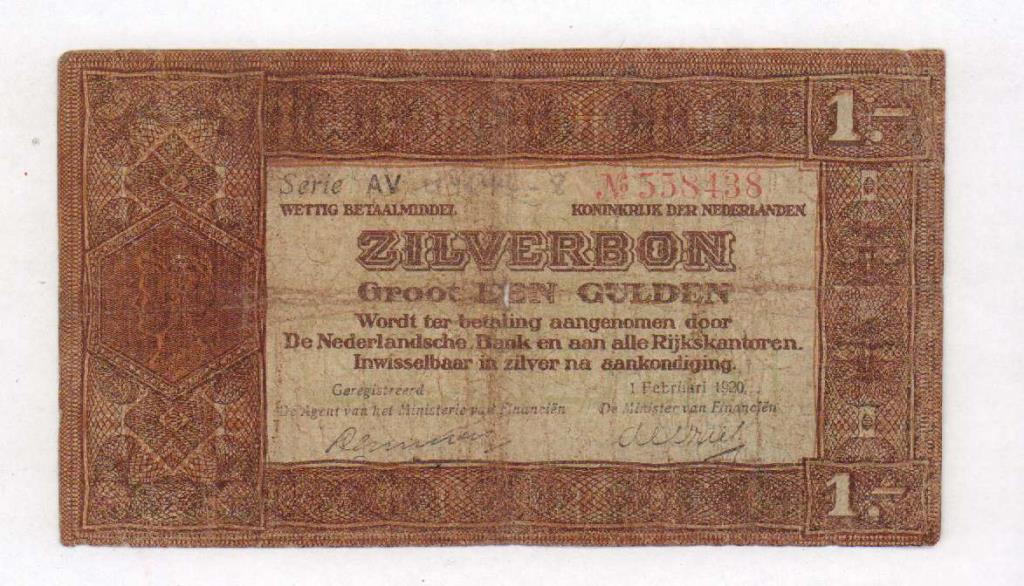 1.-
Serie AV № 558438
WETTIG BETAALMIDDEL KONINKRIJK DER NEDERLANDEN
ZILVERBON
Groot EEN GULDEN
Wordt ter betaling aangenomen door
De Nederlandsche Bank en aan alle Rijkskantoren.
Inwisselbaar in zilver na aankondiging.
Geregistreerd 1 Februari 1920.
De Agent van het Ministerie van Financiën De Minister van Financiën
1.-